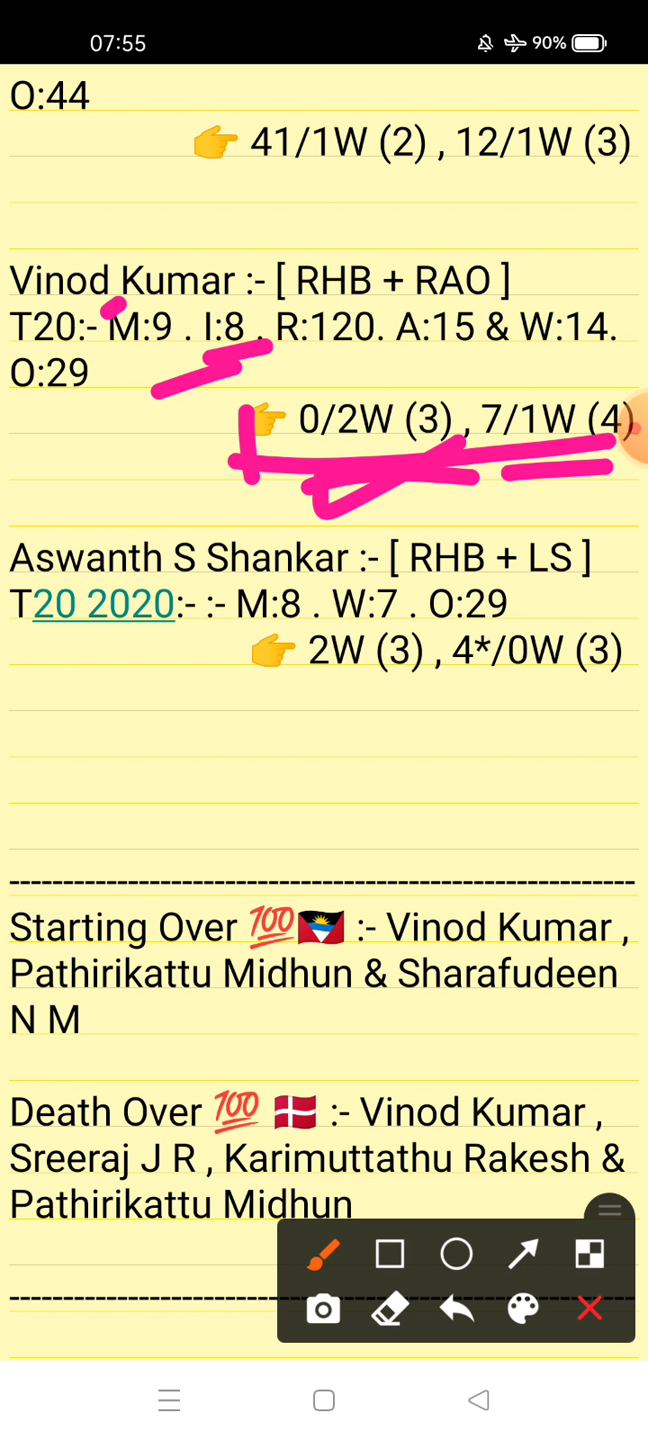 07:55 90%
O:44
👉 41/1W (2) , 12/1W (3)
Vinod Kumar :- [ RHB + RAO ]
T20:- M:9 . I:8 . R:120. A:15 & W:14.
O:29
👉 0/2W (3) , 7/1W (4)
Aswanth S Shankar :- [ RHB + LS ]
T20 2020:- :- M:8 . W:7 . O:29
👉 2W (3) , 4*/0W (3)
--------------------------------------------------------
Starting Over 💯🇦🇬 :- Vinod Kumar ,
Pathirikattu Midhun & Sharafudeen
N M
Death Over 💯 🇩🇰 :- Vinod Kumar ,
Sreeraj J R , Karimuttathu Rakesh &
Pathirikattu Midhun
--------------------------------------------------------